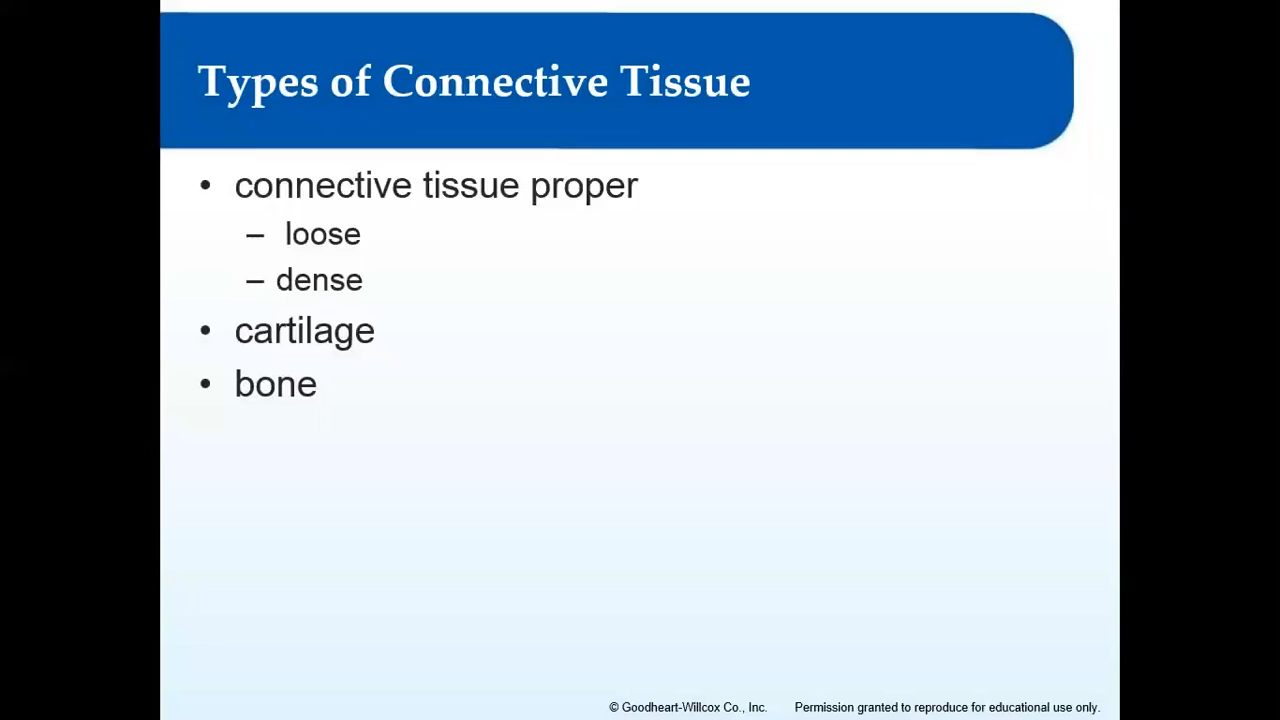 Types of Connective Tissue
• connective tissue proper
– loose
– dense
• cartilage
• bone
© Goodheart-Willcox Co., Inc. Permission granted to reproduce for educational use only.